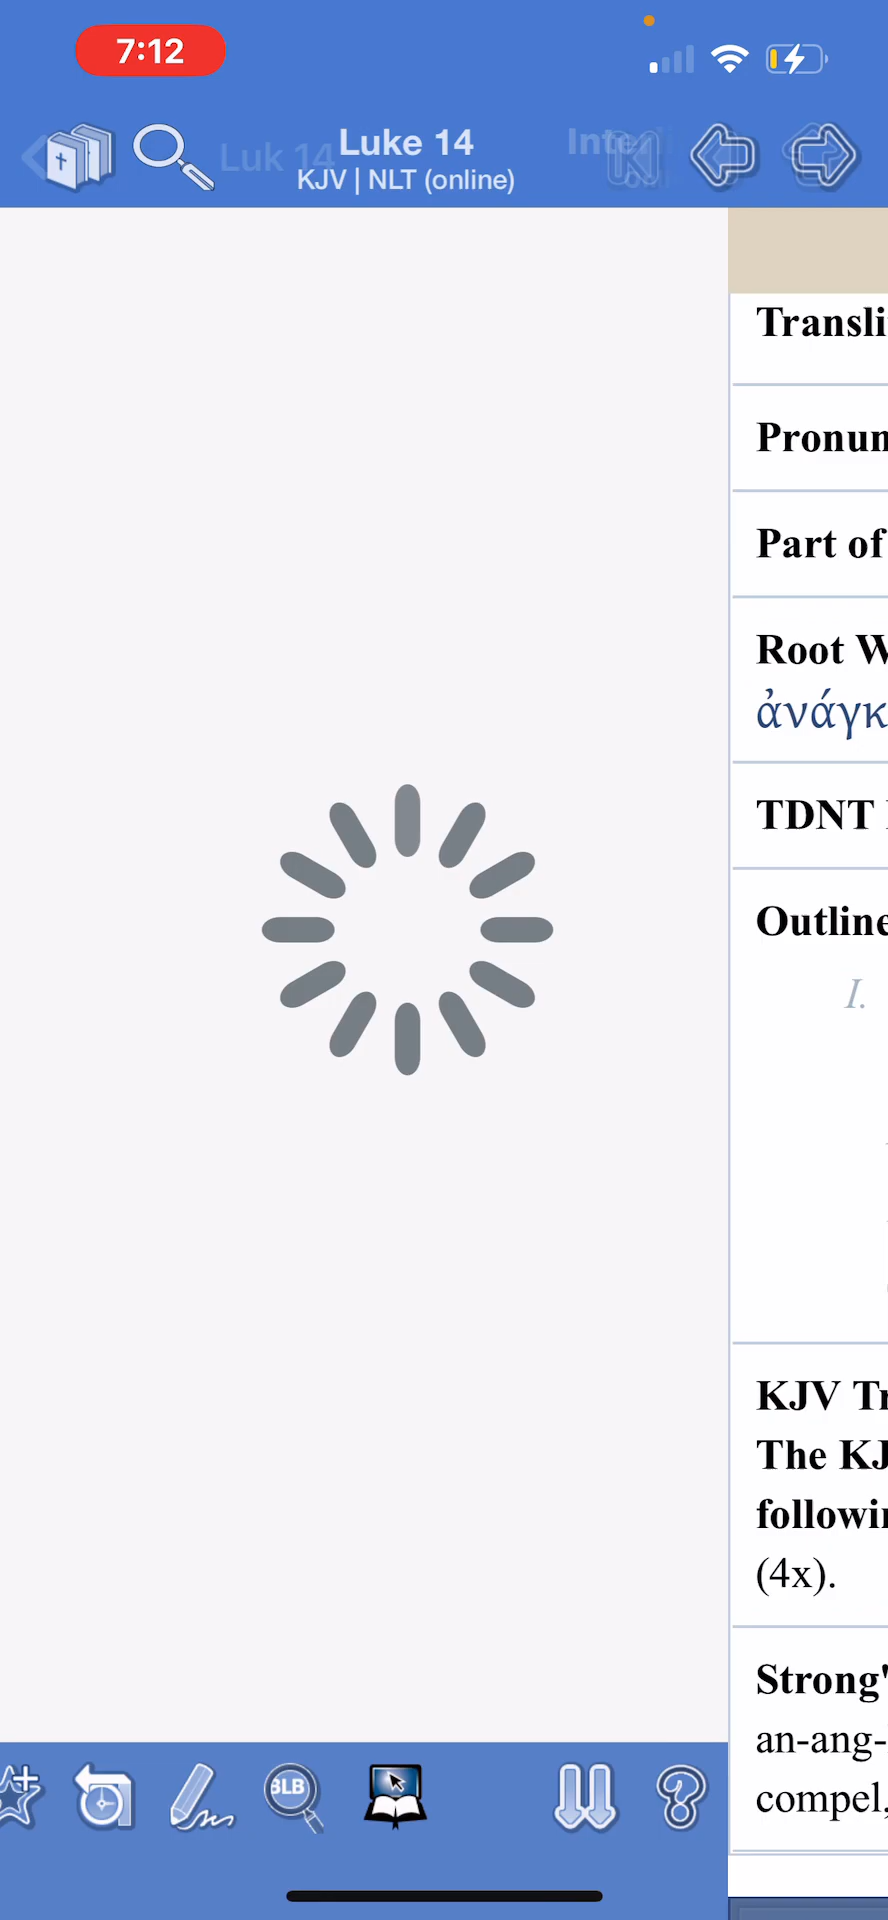 7:12
Luk 14
Luke 14
KJV | NLT (online)
Transli
Pronun
Part of
Root W
ἀνάγκ
TDNT
Outline
I.
KJV Tr
The KJ
followin
(4x).
Strong'
an-ang-
compel,
BLB